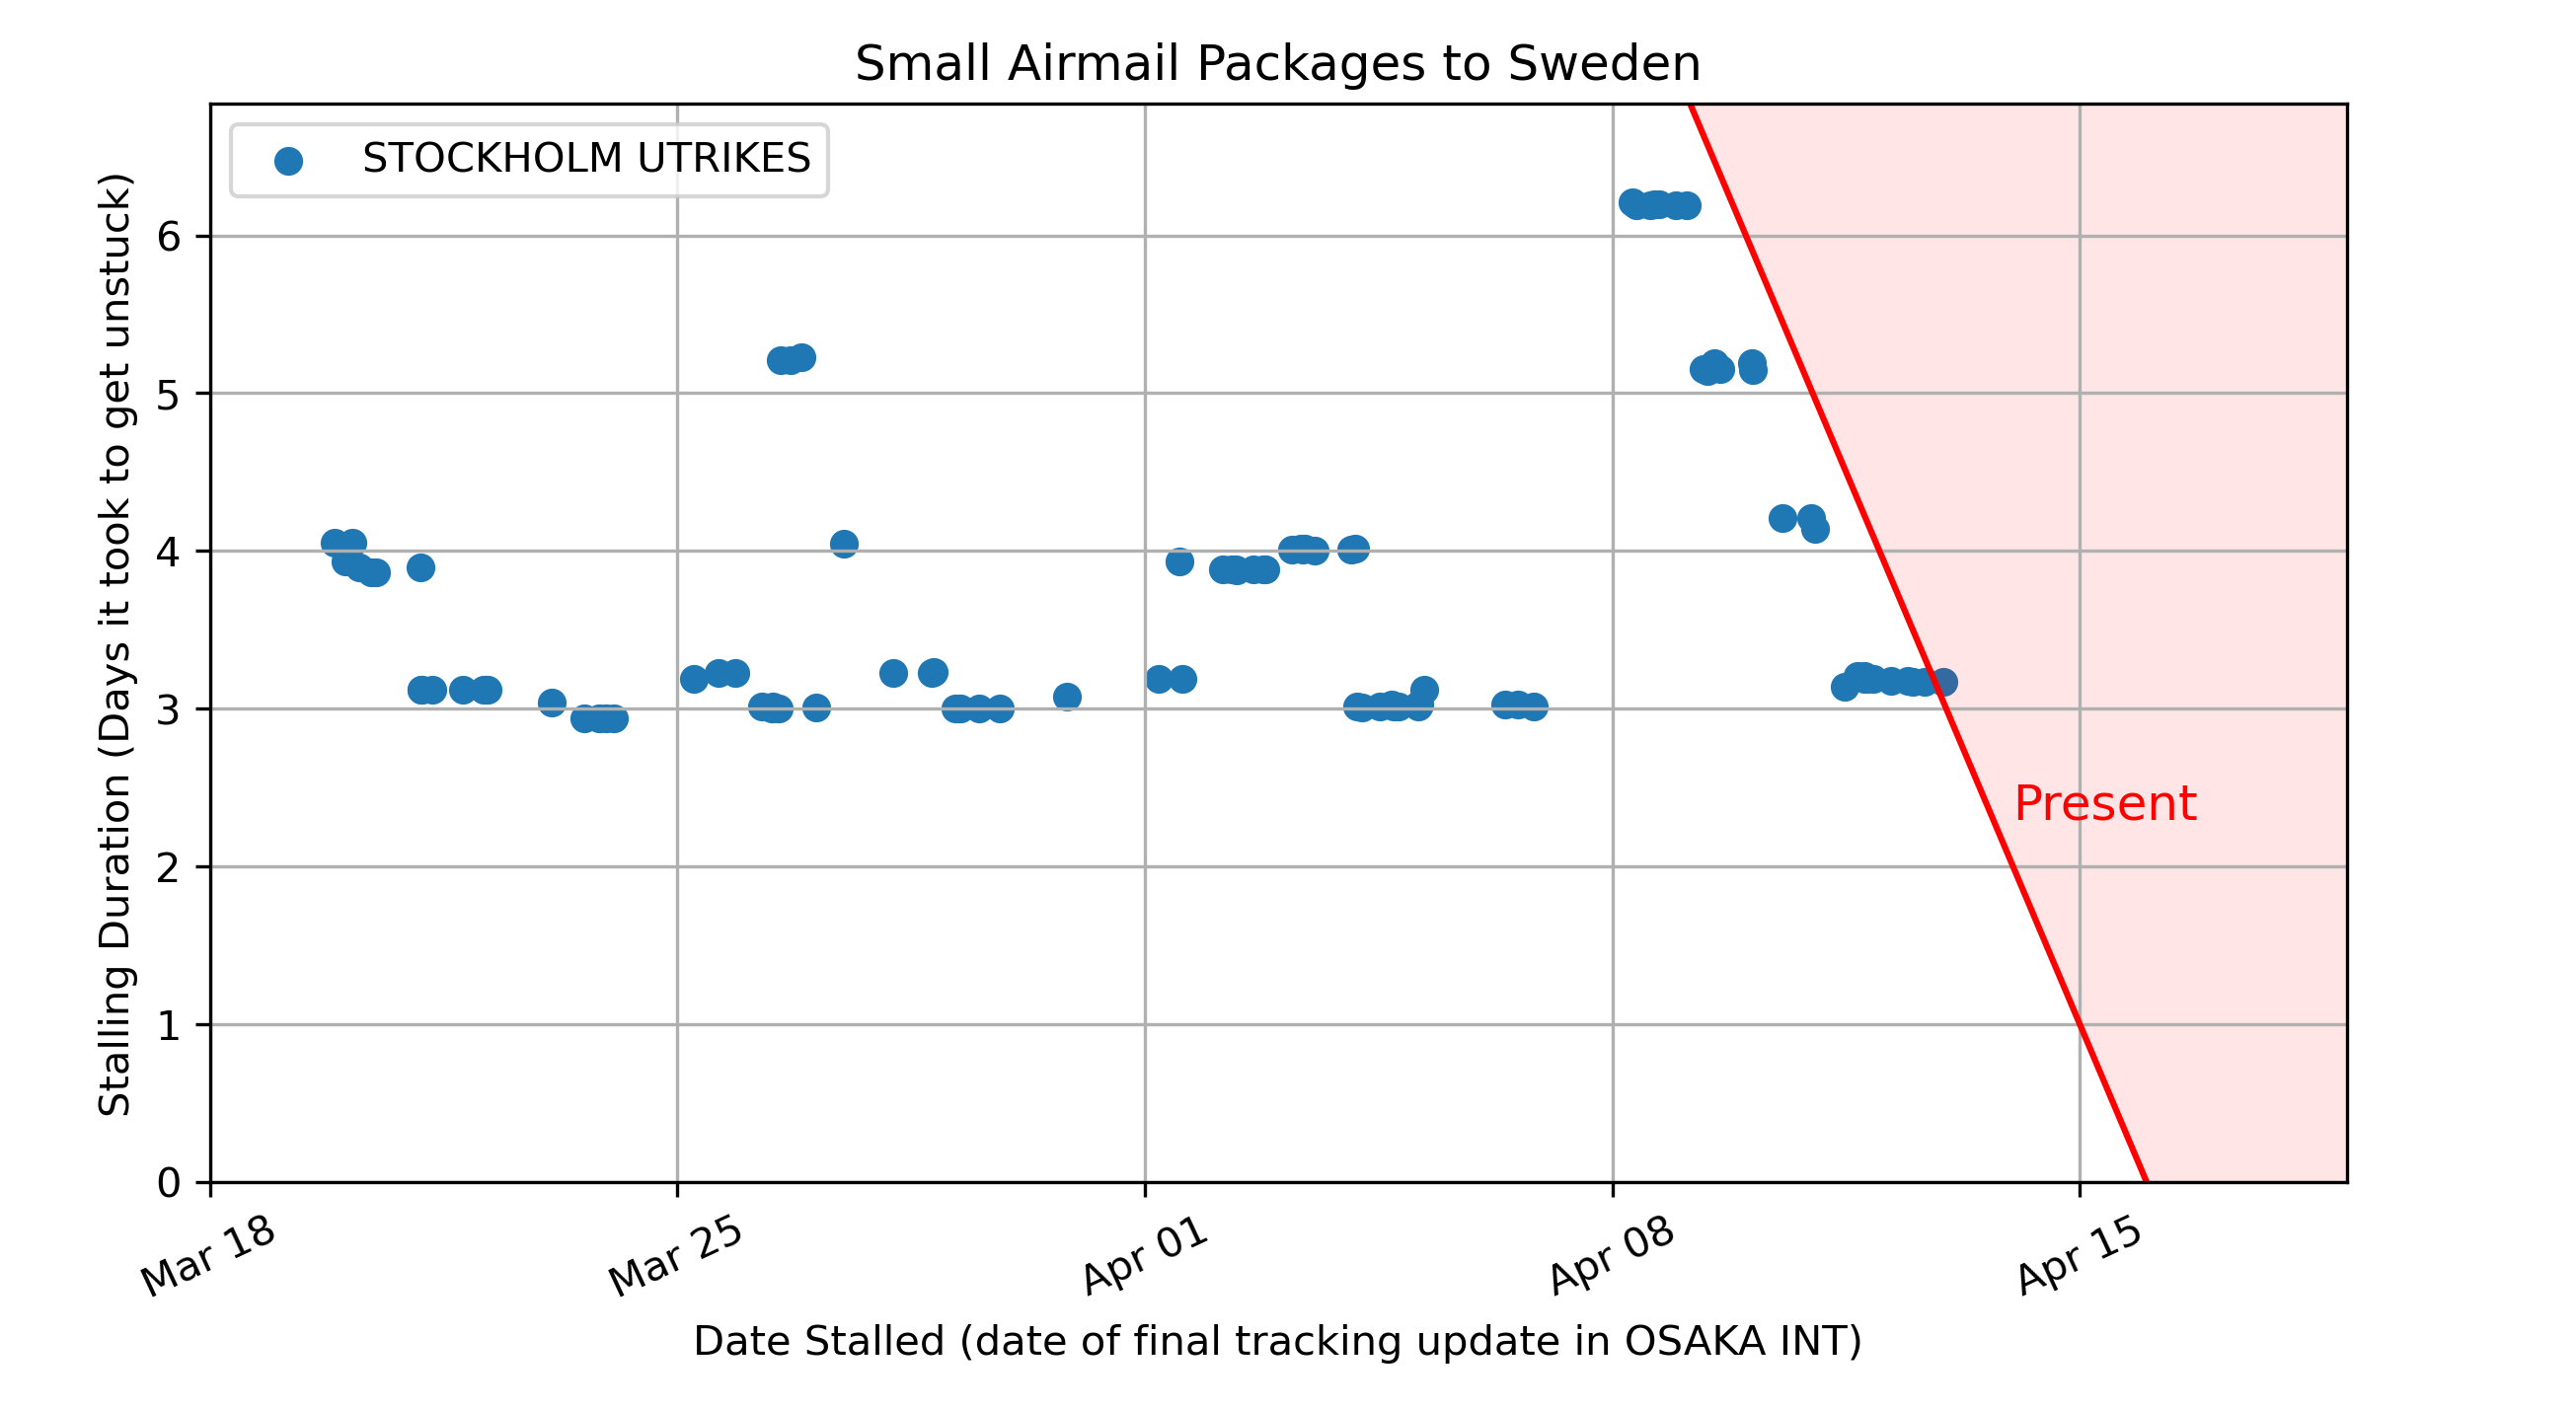 Small Airmail Packages to Sweden
STOCKHOLM UTRIKES
Stalling Duration (Days it took to get unstuck)
6
5
4
3
2
1
0
Present
Mar 18
Mar 25
Apr 01
Apr 08
Apr 15
Date Stalled (date of final tracking update in OSAKA INT)